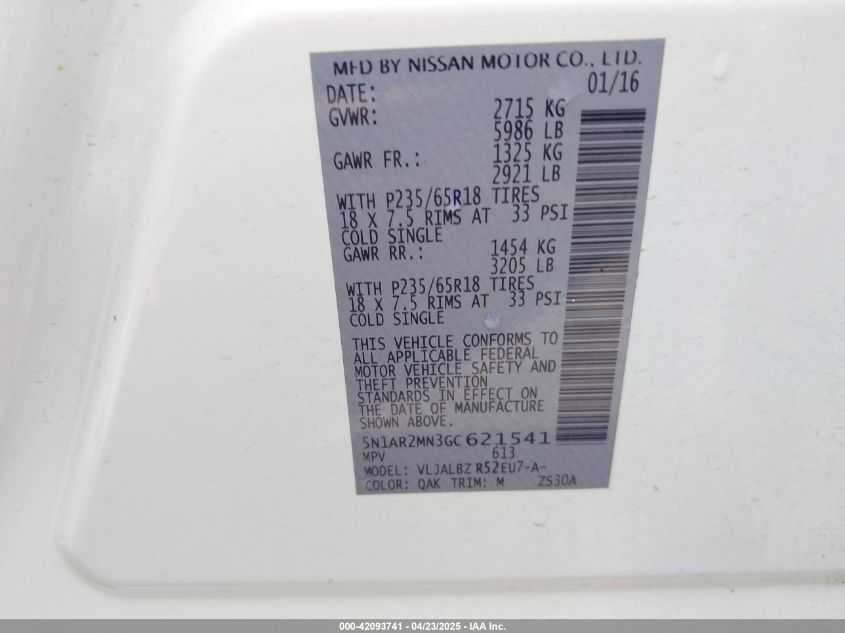 MFD BY NISSAN MOTOR CO., LTD.
DATE: 01/16
GVWR: 2715 KG
5986 LB
GAWR FR.: 1325 KG
2921 LB
WITH P235/65R18 TIRES
18 X 7.5 RIMS AT 33 PSI
COLD SINGLE
GAWR RR.: 1454 KG
3205 LB
WITH P235/65R18 TIRES
18 X 7.5 RIMS AT 33 PSI
COLD SINGLE
THIS VEHICLE CONFORMS TO
ALL APPLICABLE FEDERAL
MOTOR VEHICLE SAFETY AND
THEFT PREVENTION
STANDARDS IN EFFECT ON
THE DATE OF MANUFACTURE
SHOWN ABOVE.
5N1AR2MN3GC621541
MPV 613
MODEL: VLJALBZ R52EU7-A-
COLOR: QAK TRIM: M ZS30A
000-42093741 - 04/23/2025 - IAA Inc.